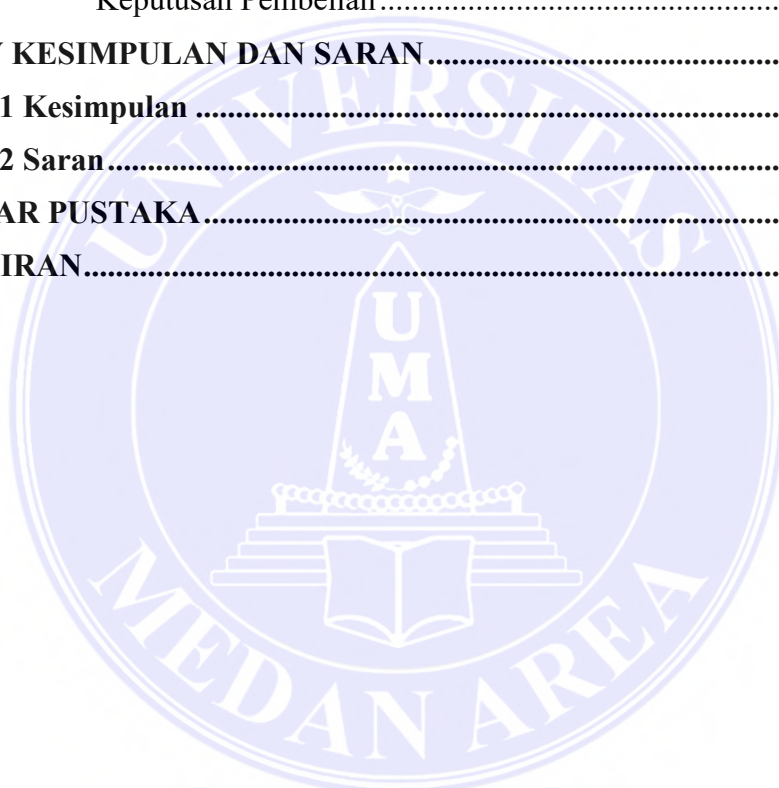 Keputusan Pembelian........................................................
V KESIMPULAN DAN SARAN................................................
1 Kesimpulan ..............................................................................
2 Saran.........................................................................................
AR PUSTAKA............................................................................
IRAN...........................................................................................
UNIVERSITAS
U
M
A
MEDAN AREA